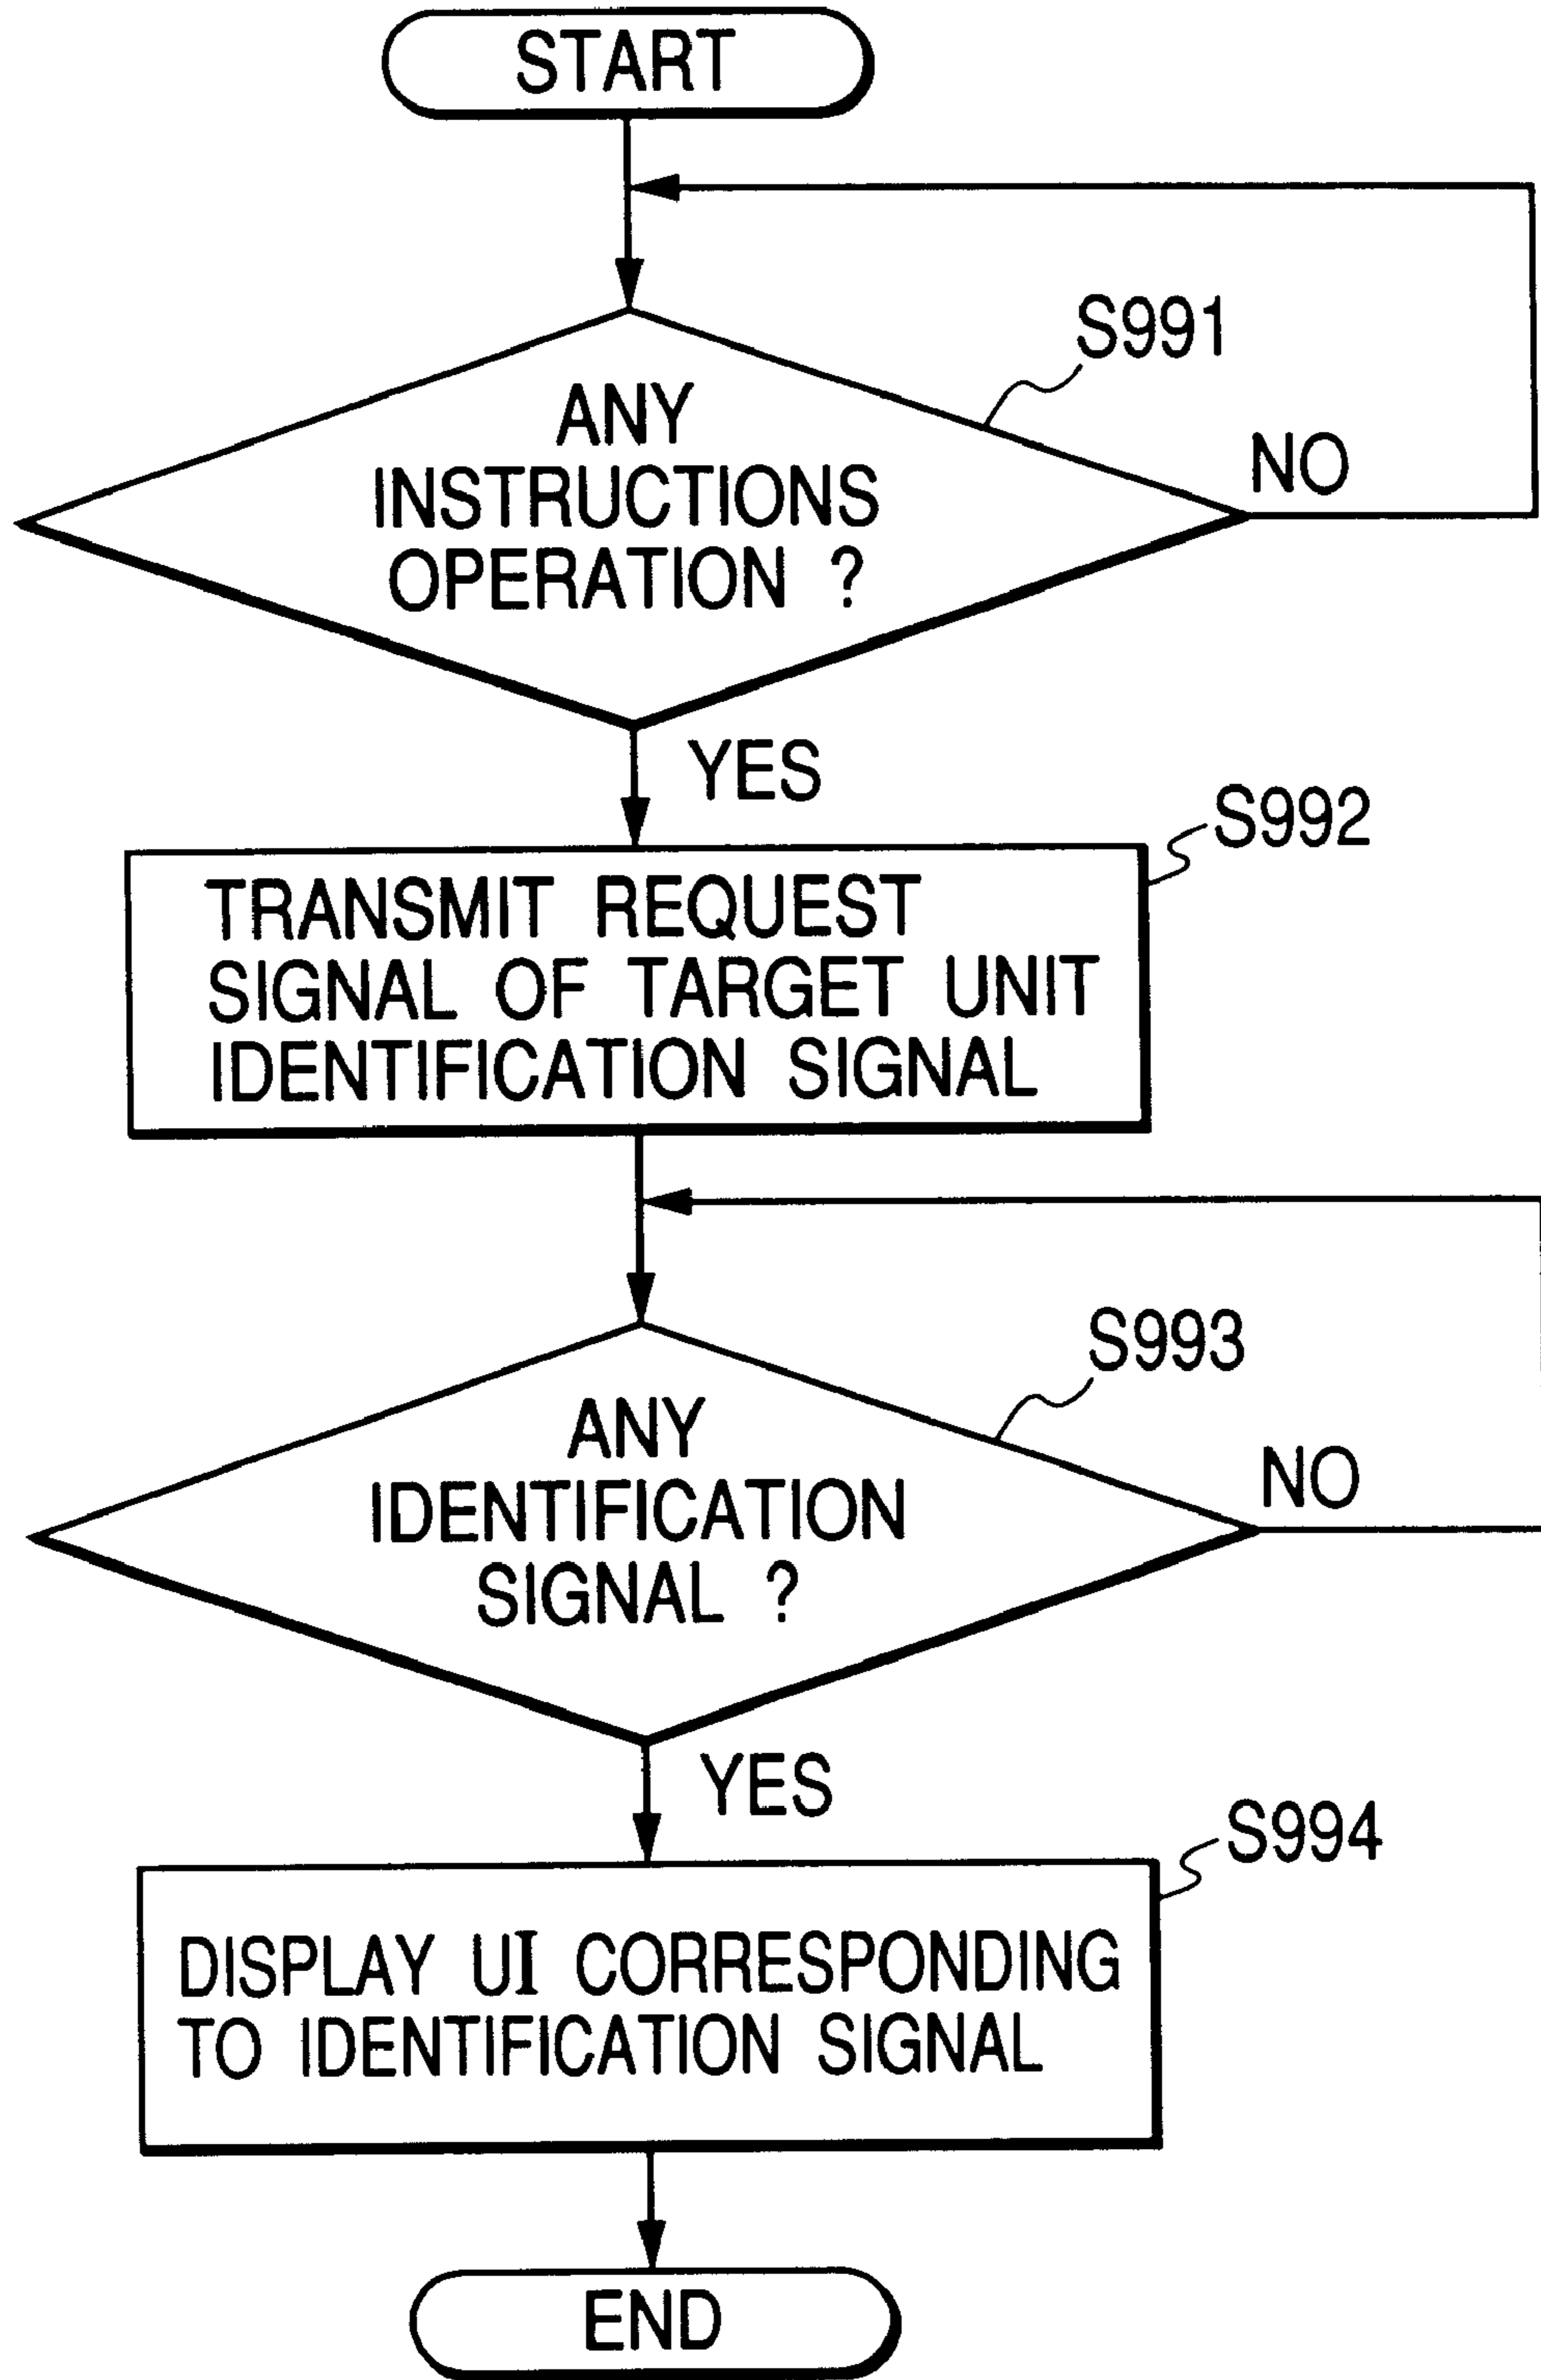 START
S991
ANY
INSTRUCTIONS
OPERATION ?
NO
YES
S992
TRANSMIT REQUEST
SIGNAL OF TARGET UNIT
IDENTIFICATION SIGNAL
S993
ANY
IDENTIFICATION
SIGNAL ?
NO
YES
S994
DISPLAY UI CORRESPONDING
TO IDENTIFICATION SIGNAL
END